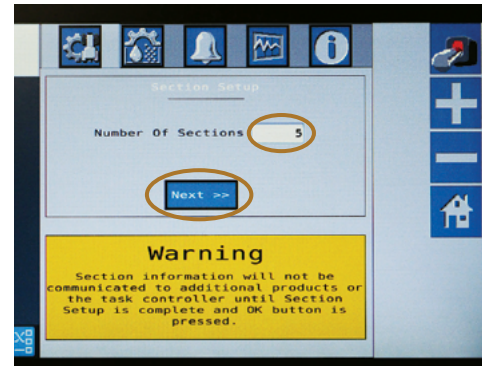 Section Setup
Number Of Sections 5
Next >>
Warning
Section information will not be
communicated to additional products or
the task controller until Section
Setup is complete and OK button is
pressed.